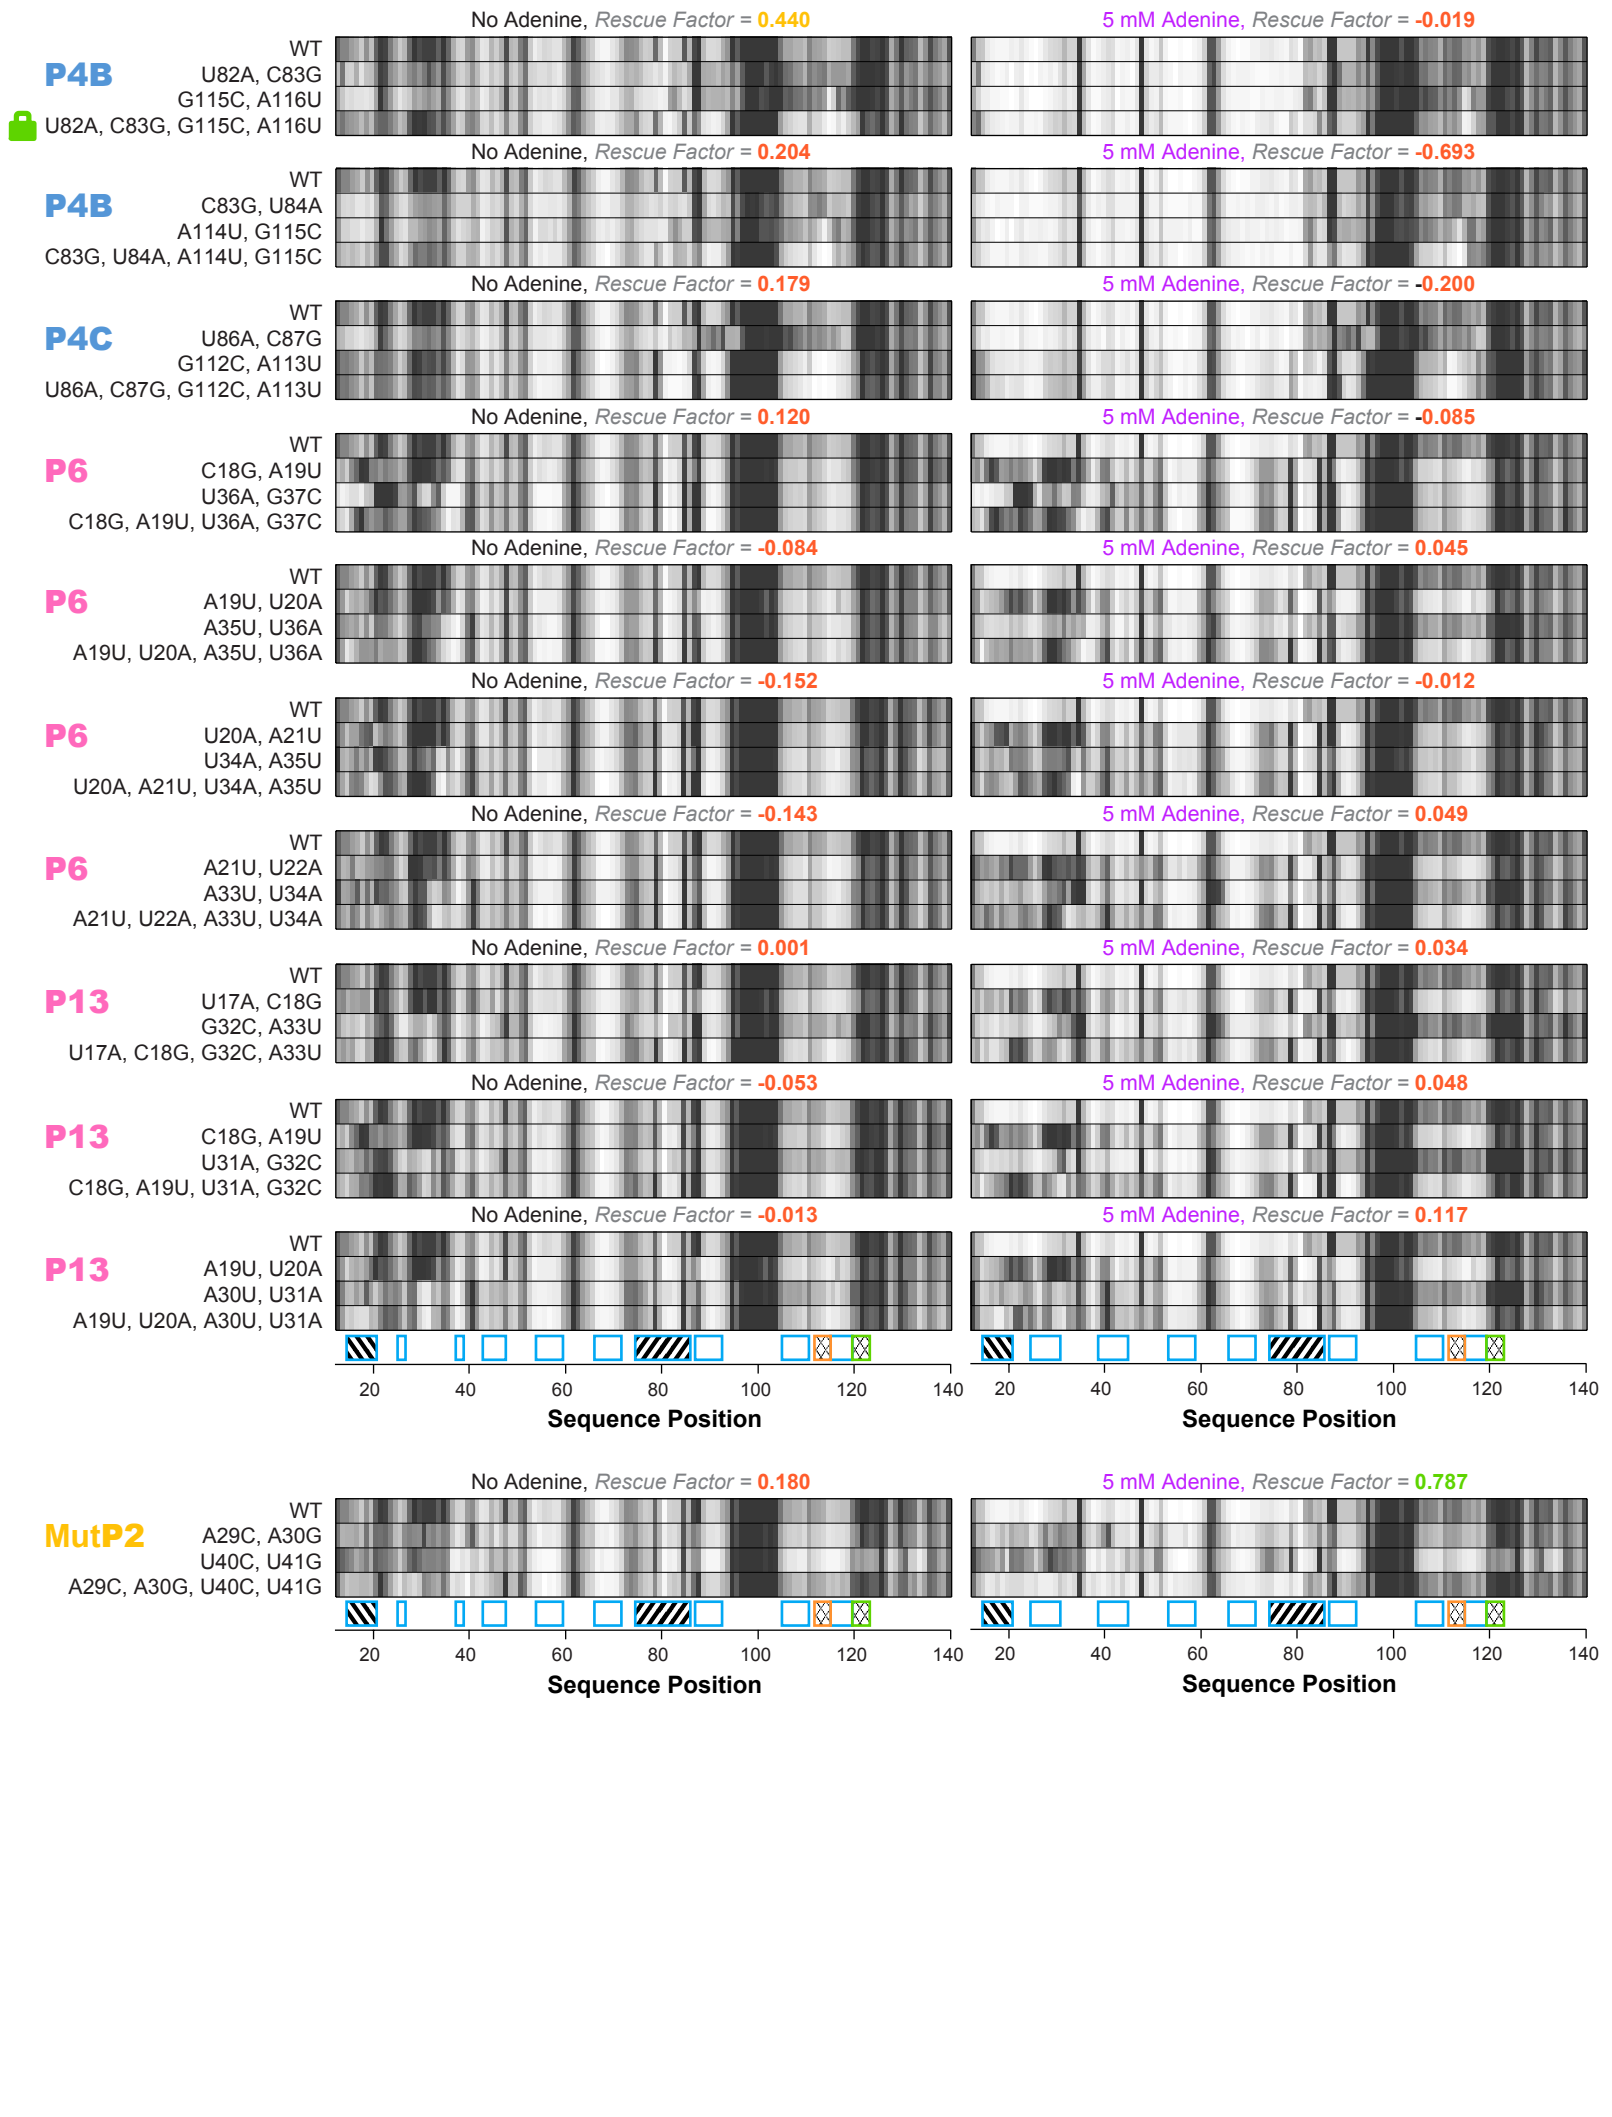 No Adenine, Rescue Factor = 0.440 5 mM Adenine, Rescue Factor = -0.019
WT
P4B U82A, C83G
G115C, A116U
U82A, C83G, G115C, A116U
No Adenine, Rescue Factor = 0.204 5 mM Adenine, Rescue Factor = -0.693
WT
P4B C83G, U84A
A114U, G115C
C83G, U84A, A114U, G115C
No Adenine, Rescue Factor = 0.179 5 mM Adenine, Rescue Factor = -0.200
WT
P4C U86A, C87G
G112C, A113U
U86A, C87G, G112C, A113U
No Adenine, Rescue Factor = 0.120 5 mM Adenine, Rescue Factor = -0.085
WT
P6 C18G, A19U
U36A, G37C
C18G, A19U, U36A, G37C
No Adenine, Rescue Factor = -0.084 5 mM Adenine, Rescue Factor = 0.045
WT
P6 A19U, U20A
A35U, U36A
A19U, U20A, A35U, U36A
No Adenine, Rescue Factor = -0.152 5 mM Adenine, Rescue Factor = -0.012
WT
P6 U20A, A21U
U34A, A35U
U20A, A21U, U34A, A35U
No Adenine, Rescue Factor = -0.143 5 mM Adenine, Rescue Factor = 0.049
WT
P6 A21U, U22A
A33U, U34A
A21U, U22A, A33U, U34A
No Adenine, Rescue Factor = 0.001 5 mM Adenine, Rescue Factor = 0.034
WT
P13 U17A, C18G
G32C, A33U
U17A, C18G, G32C, A33U
No Adenine, Rescue Factor = -0.053 5 mM Adenine, Rescue Factor = 0.048
WT
P13 C18G, A19U
U31A, G32C
C18G, A19U, U31A, G32C
No Adenine, Rescue Factor = -0.013 5 mM Adenine, Rescue Factor = 0.117
WT
P13 A19U, U20A
A30U, U31A
A19U, U20A, A30U, U31A
20 40 60 80 100 120 140 20 40 60 80 100 120 140
Sequence Position Sequence Position
No Adenine, Rescue Factor = 0.180 5 mM Adenine, Rescue Factor = 0.787
WT
MutP2 A29C, A30G
U40C, U41G
A29C, A30G, U40C, U41G
20 40 60 80 100 120 140 20 40 60 80 100 120 140
Sequence Position Sequence Position